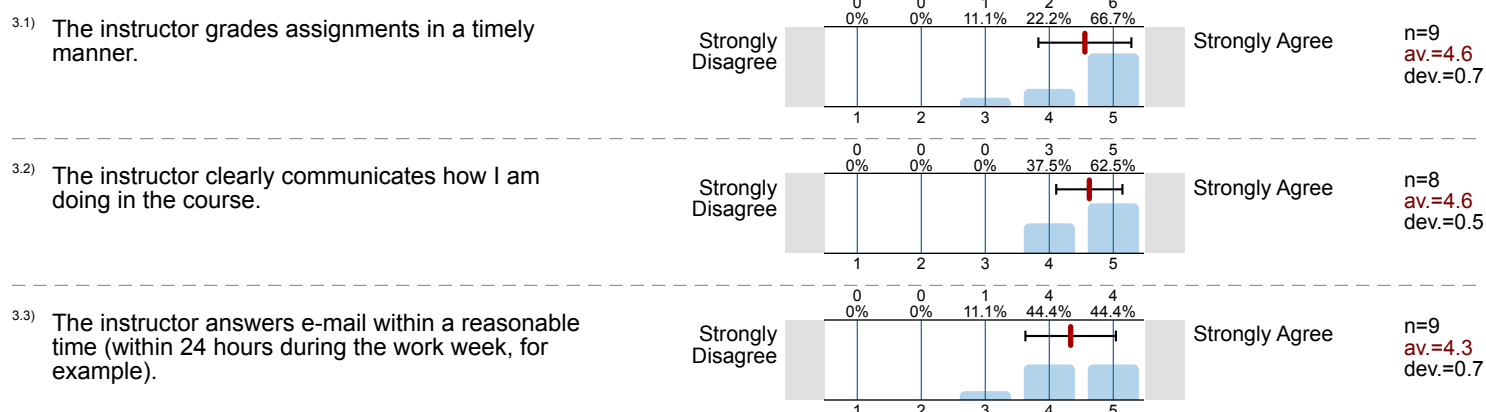 0 0 1 2 6
0% 0% 11.1% 22.2% 66.7%
3.1) The instructor grades assignments in a timely
manner.
Strongly
Disagree
Strongly Agree
n=9
av.=4.6
dev.=0.7
1 2 3 4 5
0 0 0 3 5
0% 0% 0% 37.5% 62.5%
3.2) The instructor clearly communicates how I am
doing in the course.
Strongly
Disagree
Strongly Agree
n=8
av.=4.6
dev.=0.5
1 2 3 4 5
0 0 1 4 4
0% 0% 11.1% 44.4% 44.4%
3.3) The instructor answers e-mail within a reasonable
time (within 24 hours during the work week, for
example).
Strongly
Disagree
Strongly Agree
n=9
av.=4.3
dev.=0.7
1 2 3 4 5